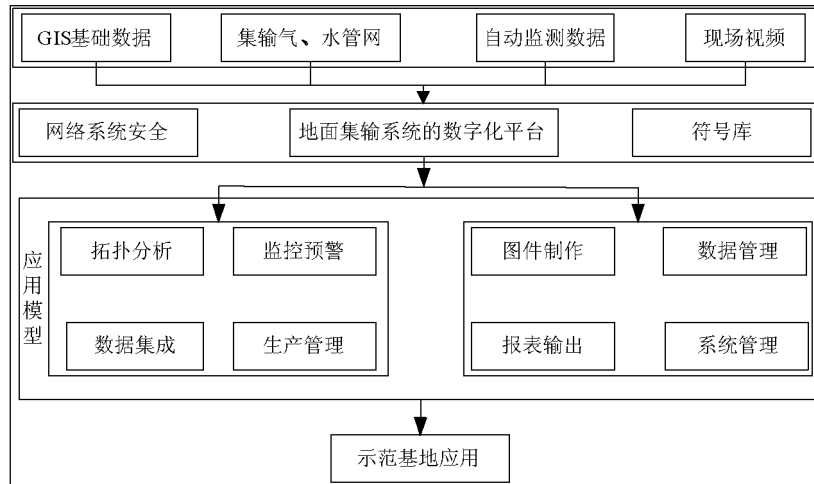 GIS基础数据
集输气、水管网
自动监测数据
现场视频
网络系统安全
地面集输系统的数字化平台
符号库
应用模型
拓扑分析
监控预警
数据集成
生产管理
图件制作
数据管理
报表输出
系统管理
示范基地应用